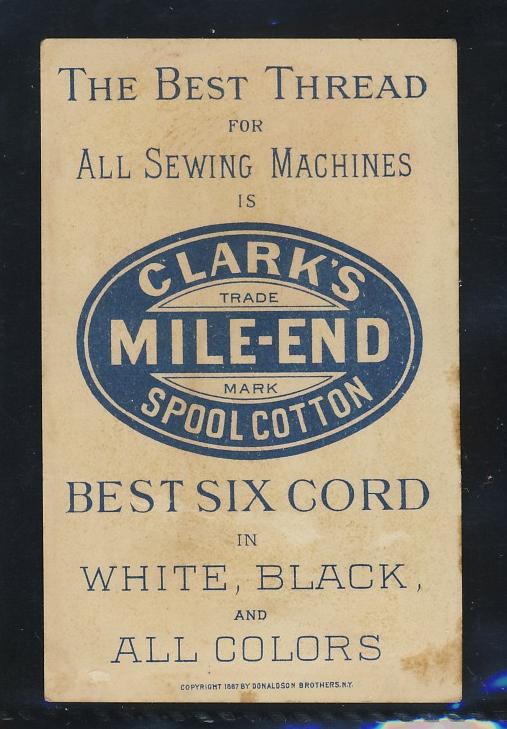 THE BEST THREAD
FOR
ALL SEWING MACHINES
IS
CLARK'S
TRADE
MILE-END
MARK
SPOOL COTTON
BEST SIX CORD
IN
WHITE, BLACK,
AND
ALL COLORS
COPYRIGHT 1887 BY DONALDSON BROTHERS, N.Y.